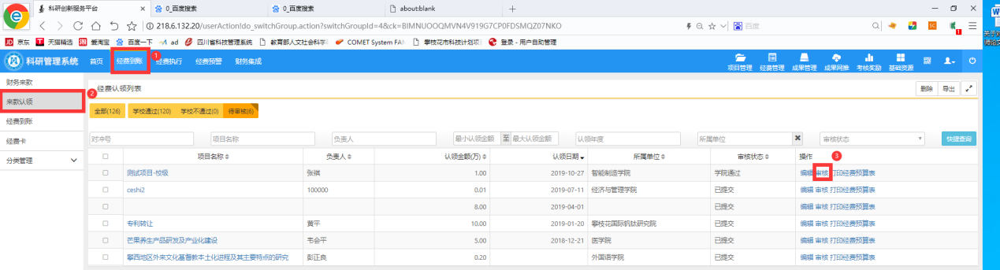 科研创新服务平台 × 0_百度搜索 0_百度搜索 about:blank +
218.6.132.20/userAction!do_switchGroup.action?switchGroupId=4&ck=BIMNUOOQMVN4V919G7CP0FDSMQZ07NKO 百度
京东 天猫精选 爱淘宝 百度一下 ad 四川省科技管理系统 教育部人文社会科学 COMET System FAN 攀枝花市科技计划项目 登录 - 用户自助管理
科研管理系统 首页 经费到账 1 经费执行 经费预警 财务集成 项目管理 经费管理 成果管理 成果网推 考核奖励 基础资源
财务来款
来款认领
经费到账
经费卡
分类管理
2 经费认领列表 删除 导出
全部(126) 学校通过(120) 学校不通过(0) 待审核(6)
对冲号 项目名称 负责人 最小认领金额 至 最大认领金额 认领年度 所属单位 审核状态 快捷查询
项目名称 负责人 认领金额(万) 认领日期 所属单位 审核状态 操作 3
测试项目-校级 张祺 1.00 2019-10-27 智能制造学院 学院通过 编辑 审核 打印经费预算表
ceshi2 100000 0.01 2019-07-11 经济与管理学院 已提交 编辑 审核 打印经费预算表
8.00 2019-04-01 已提交 编辑 审核 打印经费预算表
专利转让 黄平 10.00 2019-01-20 攀枝花国际钒钛研究院 已提交 编辑 审核 打印经费预算表
芒果养生产品研发及产业化建设 韦会平 5.00 2018-12-21 医学院 已提交 编辑 审核 打印经费预算表
攀西地区外来文化基督教本土化进程及其主要特点的研究 彭正良 0.20 外国语学院 已提交 编辑 审核 打印经费预算表